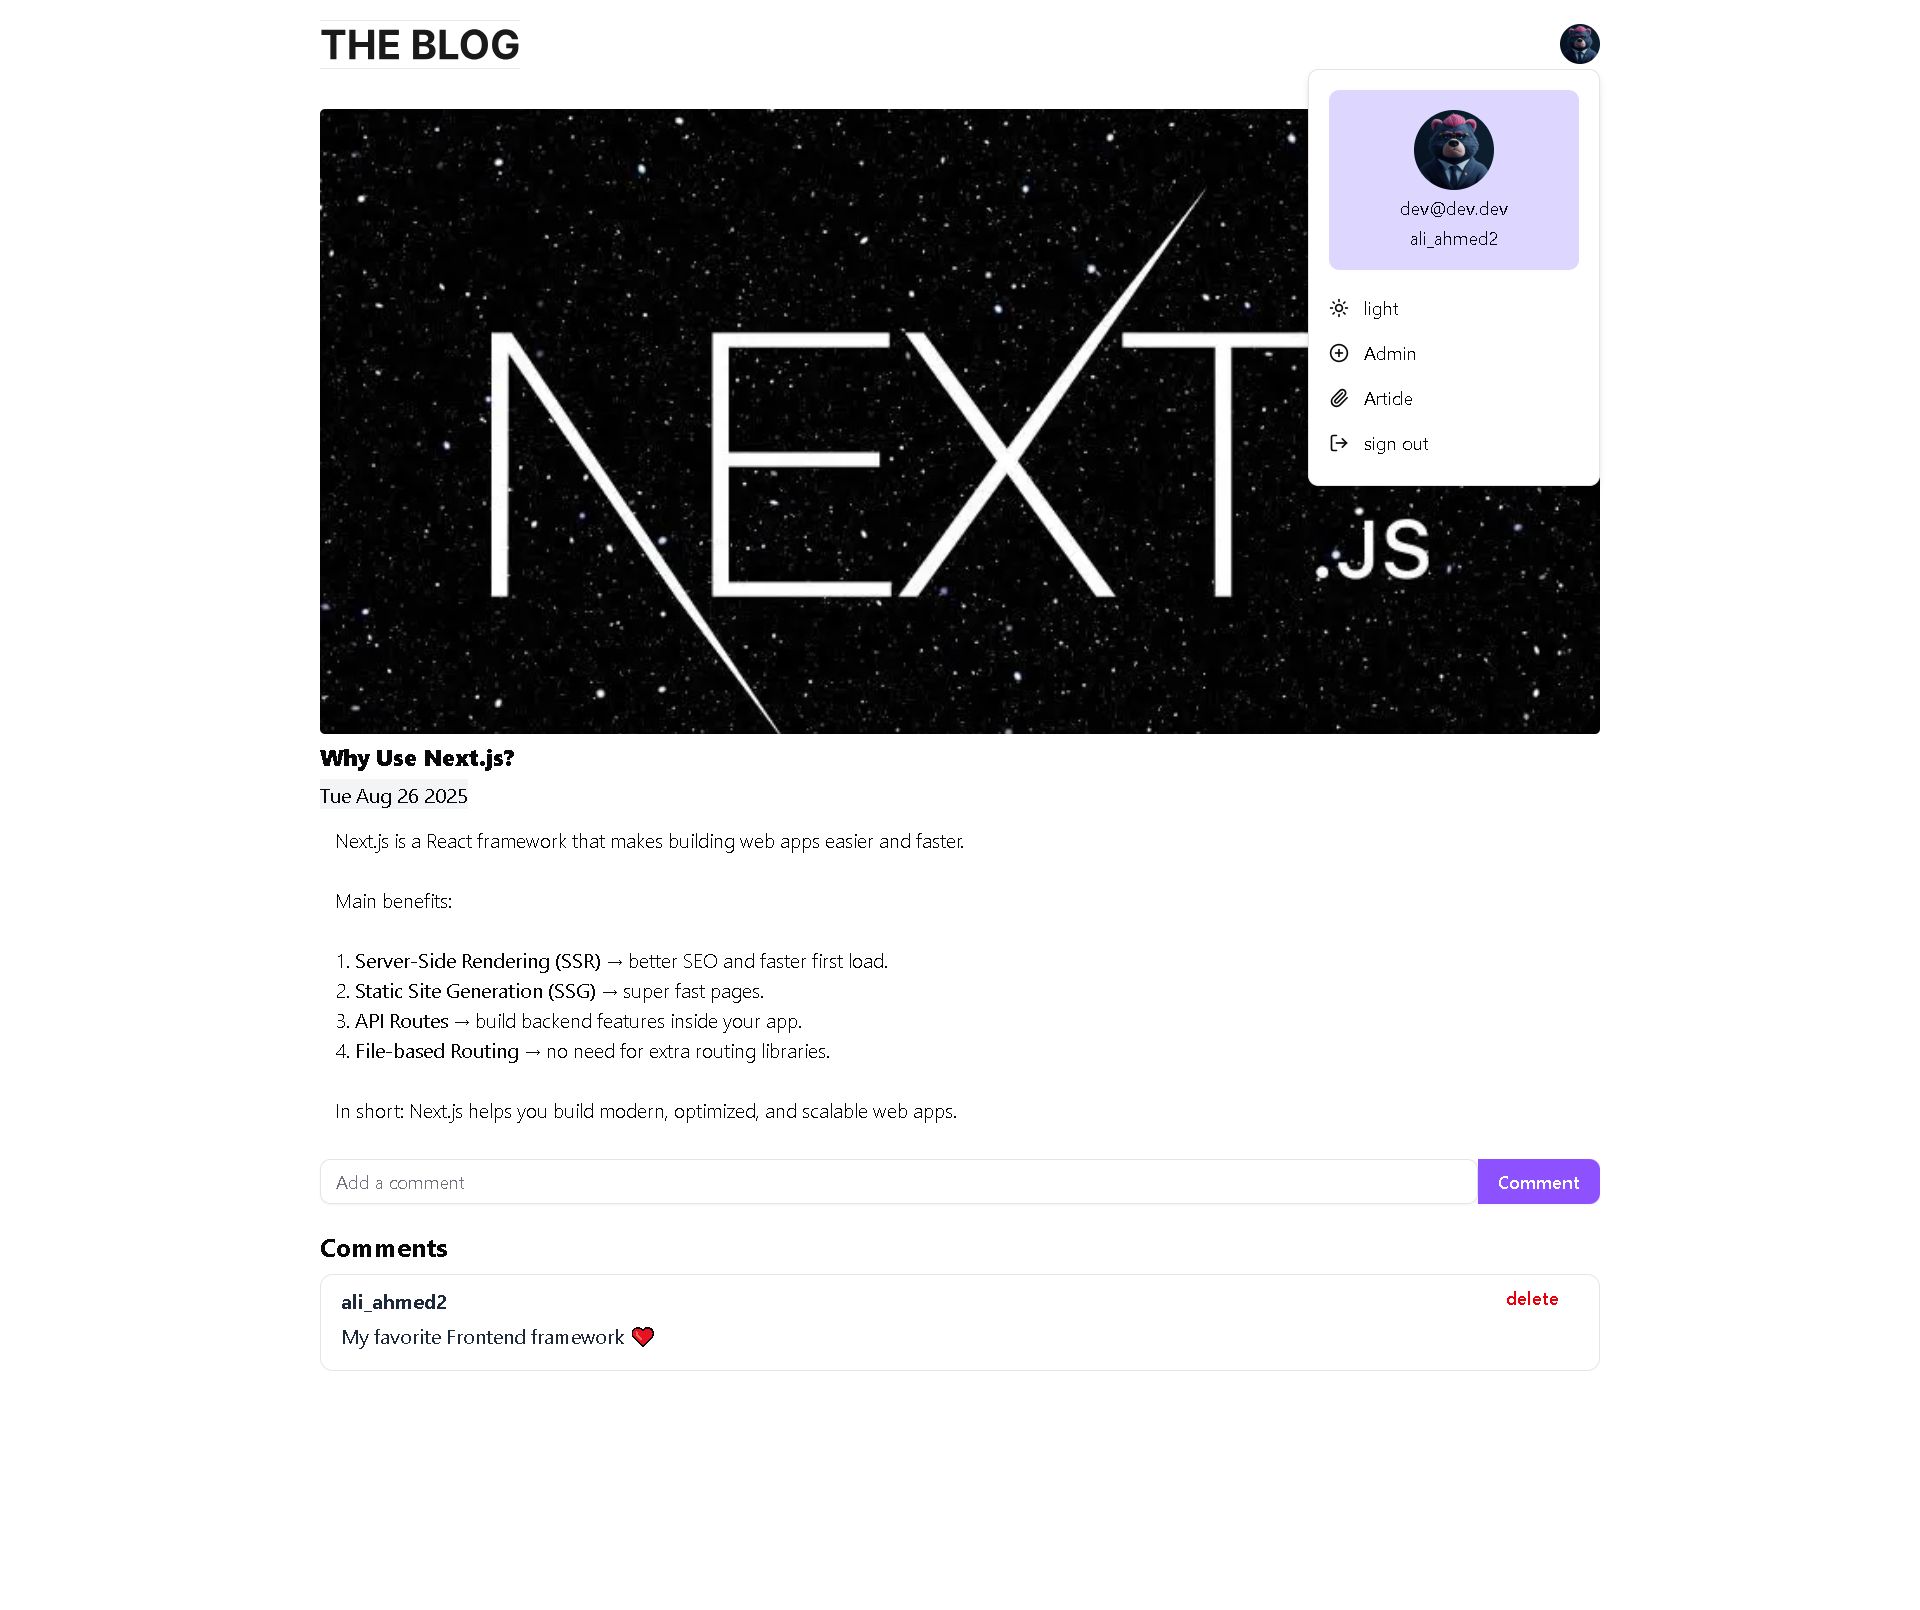 THE BLOG
dev@dev.dev
ali_ahmed2
light
Admin
Article
sign out
NEXT
.JS
Why Use Next.js?
Tue Aug 26 2025
Next.js is a React framework that makes building web apps easier and faster.
Main benefits:
1. Server-Side Rendering (SSR) → better SEO and faster first load.
2. Static Site Generation (SSG) → super fast pages.
3. API Routes → build backend features inside your app.
4. File-based Routing → no need for extra routing libraries.
In short: Next.js helps you build modern, optimized, and scalable web apps.
Add a comment
Comment
Comments
ali_ahmed2
delete
My favorite Frontend framework ❤️